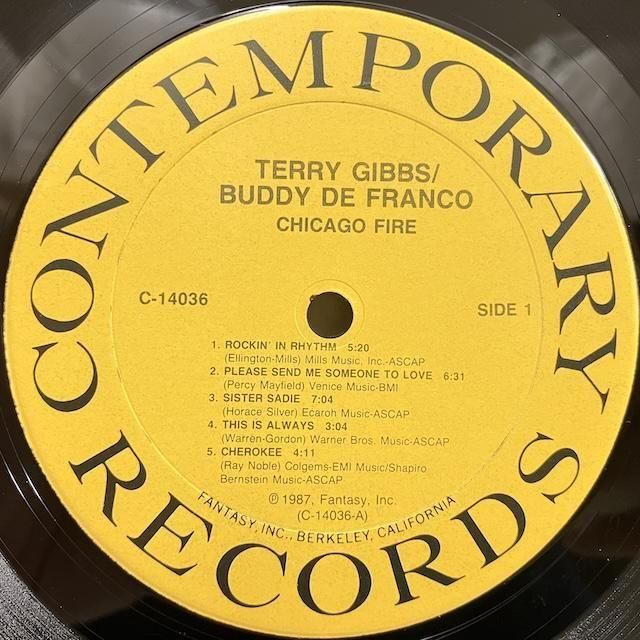 CONTEMPORARY RECORDS
TERRY GIBBS/
BUDDY DE FRANCO
CHICAGO FIRE
C-14036
SIDE 1
1. ROCKIN' IN RHYTHM 5:20
(Ellington-Mills) Mills Music, Inc.-ASCAP
2. PLEASE SEND ME SOMEONE TO LOVE 6:31
(Percy Mayfield) Venice Music-BMI
3. SISTER SADIE 7:04
(Horace Silver) Ecaroh Music-ASCAP
4. THIS IS ALWAYS 3:04
(Warren-Gordon) Warner Bros. Music-ASCAP
5. CHEROKEE 4:11
(Ray Noble) Colgems-EMI Music/Shapiro
Bernstein Music-ASCAP
℗ 1987, Fantasy, Inc.
(C-14036-A)
FANTASY, INC., BERKELEY, CALIFORNIA